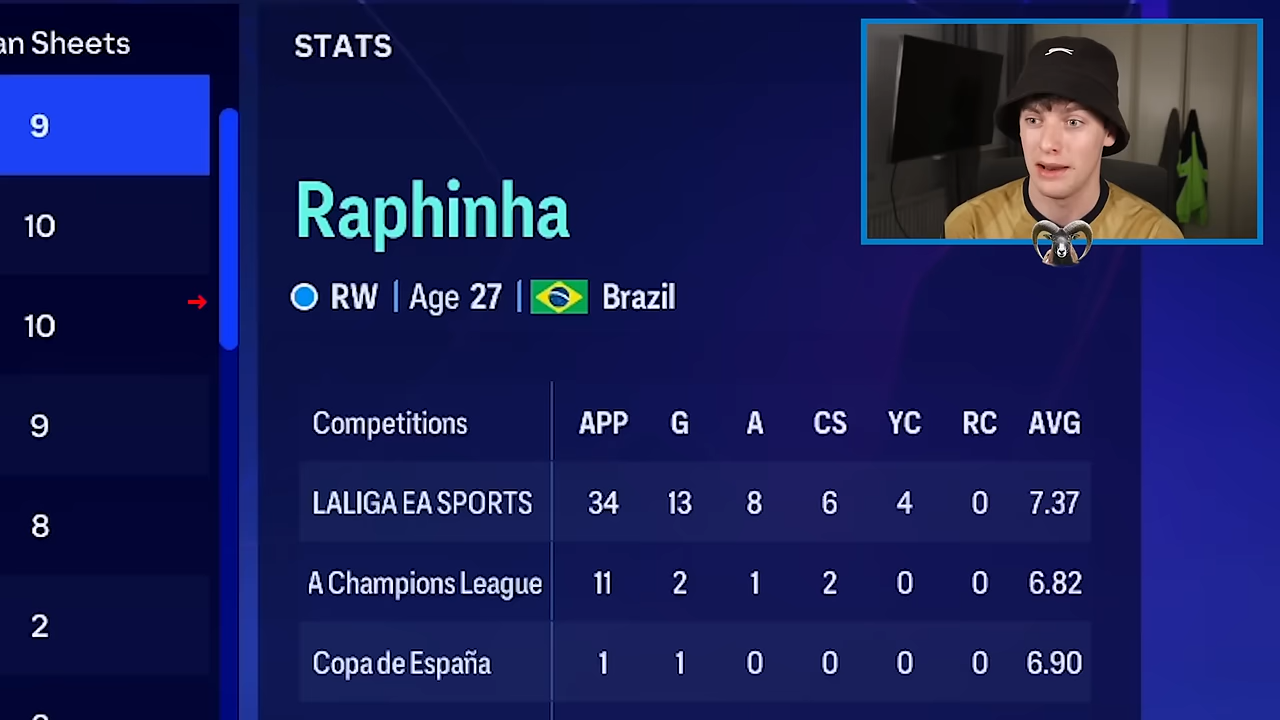 an Sheets
9
10
10
9
8
2
STATS
Raphinha
RW | Age 27 | Brazil
Competitions APP G A CS YC RC AVG
LALIGA EA SPORTS 34 13 8 6 4 0 7.37
A Champions League 11 2 1 2 0 0 6.82
Copa de España 1 1 0 0 0 0 6.90